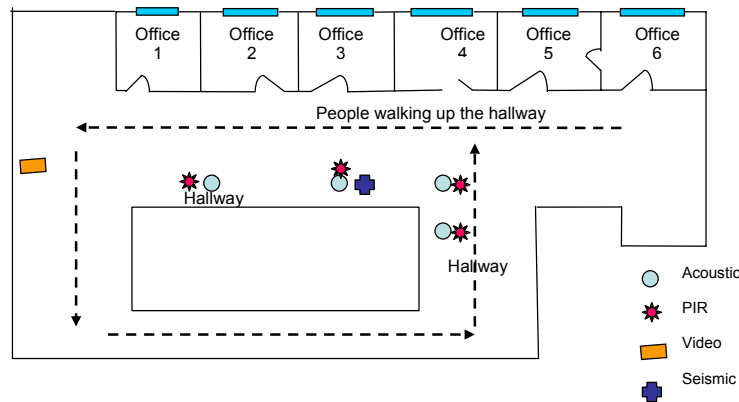 Office
1
Office
2
Office
3
Office
4
Office
5
Office
6
People walking up the hallway
Hallway
Hallway
Acoustic
PIR
Video
Seismic